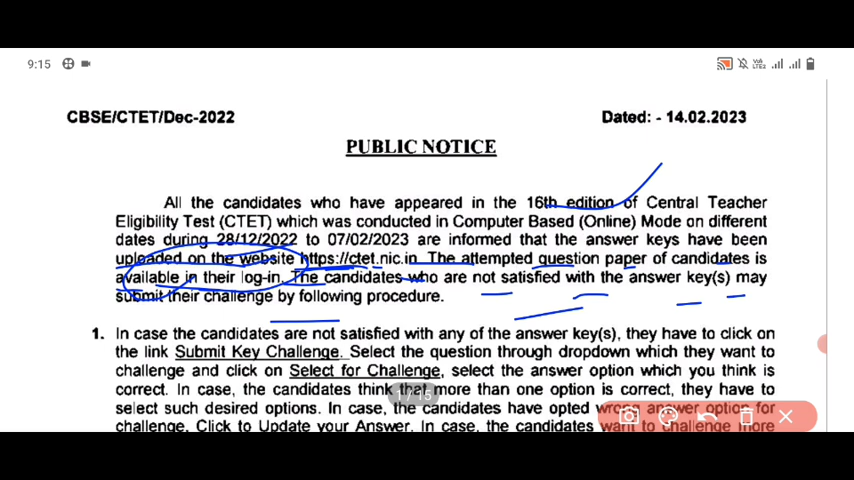 9:15
CBSE/CTET/Dec-2022 Dated: - 14.02.2023
PUBLIC NOTICE
All the candidates who have appeared in the 16th edition of Central Teacher
Eligibility Test (CTET) which was conducted in Computer Based (Online) Mode on different
dates during 28/12/2022 to 07/02/2023 are informed that the answer keys have been
uploaded on the website https://ctet.nic.in. The attempted question paper of candidates is
available in their log-in. The candidates who are not satisfied with the answer key(s) may
submit their challenge by following procedure.
1. In case the candidates are not satisfied with any of the answer key(s), they have to click on
the link Submit Key Challenge. Select the question through dropdown which they want to
challenge and click on Select for Challenge, select the answer option which you think is
correct. In case, the candidates think that more than one option is correct, they have to
select such desired options. In case, the candidates have opted wrong answer option for
challenge, Click to Update your Answer. In case, the candidates want to challenge more
1 / 15